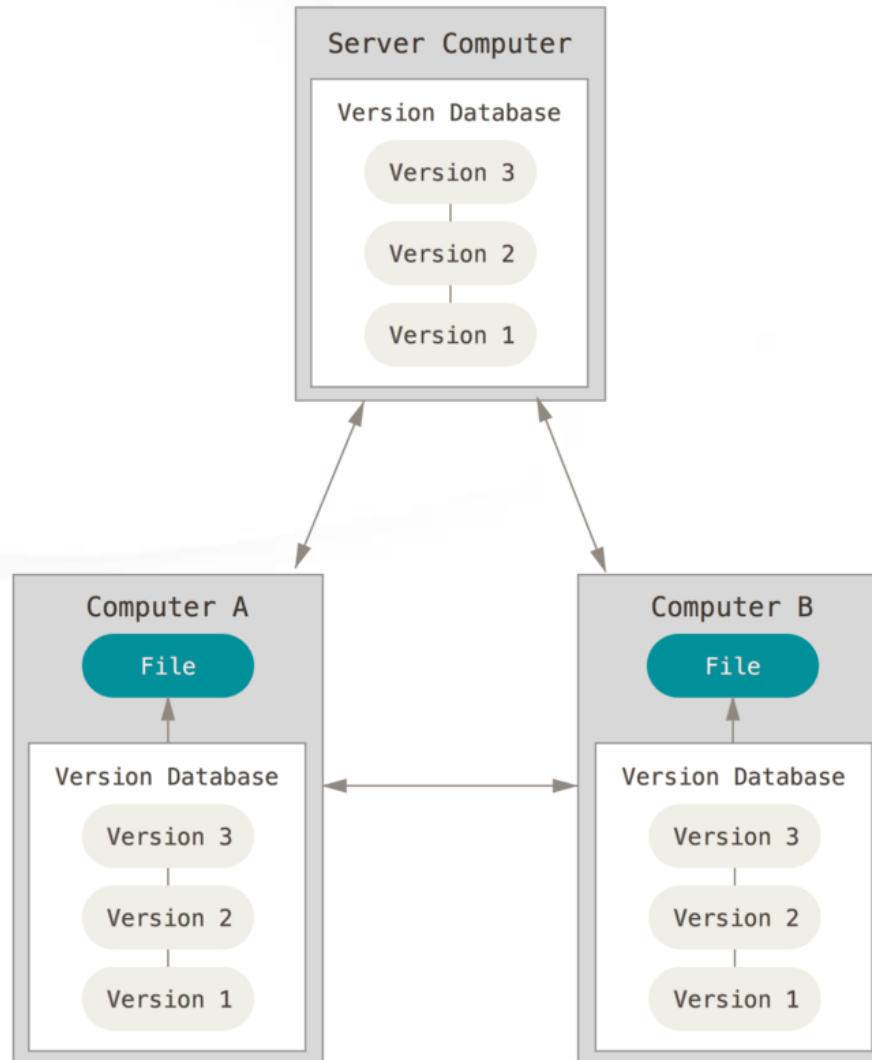 Server Computer
Version Database
Version 3
Version 2
Version 1
Computer A
File
Version Database
Version 3
Version 2
Version 1
Computer B
File
Version Database
Version 3
Version 2
Version 1